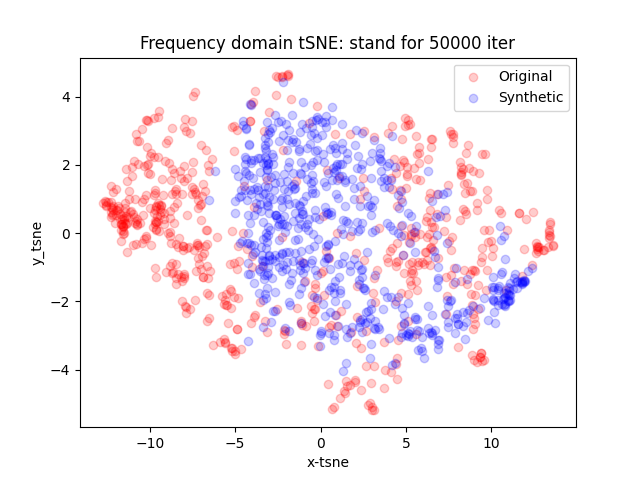 Frequency domain tSNE: stand for 50000 iter
Original
Synthetic
4
2
0
−2
−4
y_tsne
−10
−5
0
5
10
x-tsne